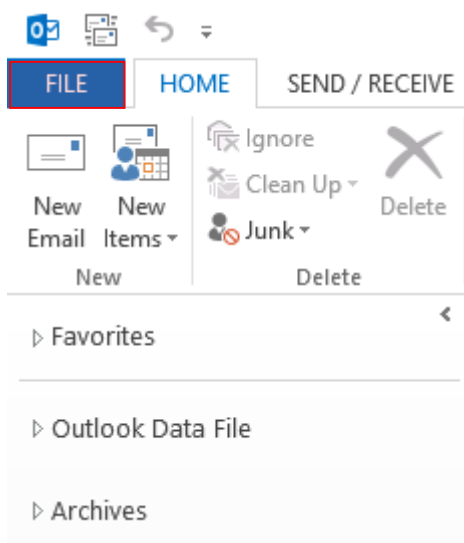 FILE HOME SEND / RECEIVE
Ignore
Clean Up
New New Delete
Email Items Junk
New Delete
Favorites
Outlook Data File
Archives